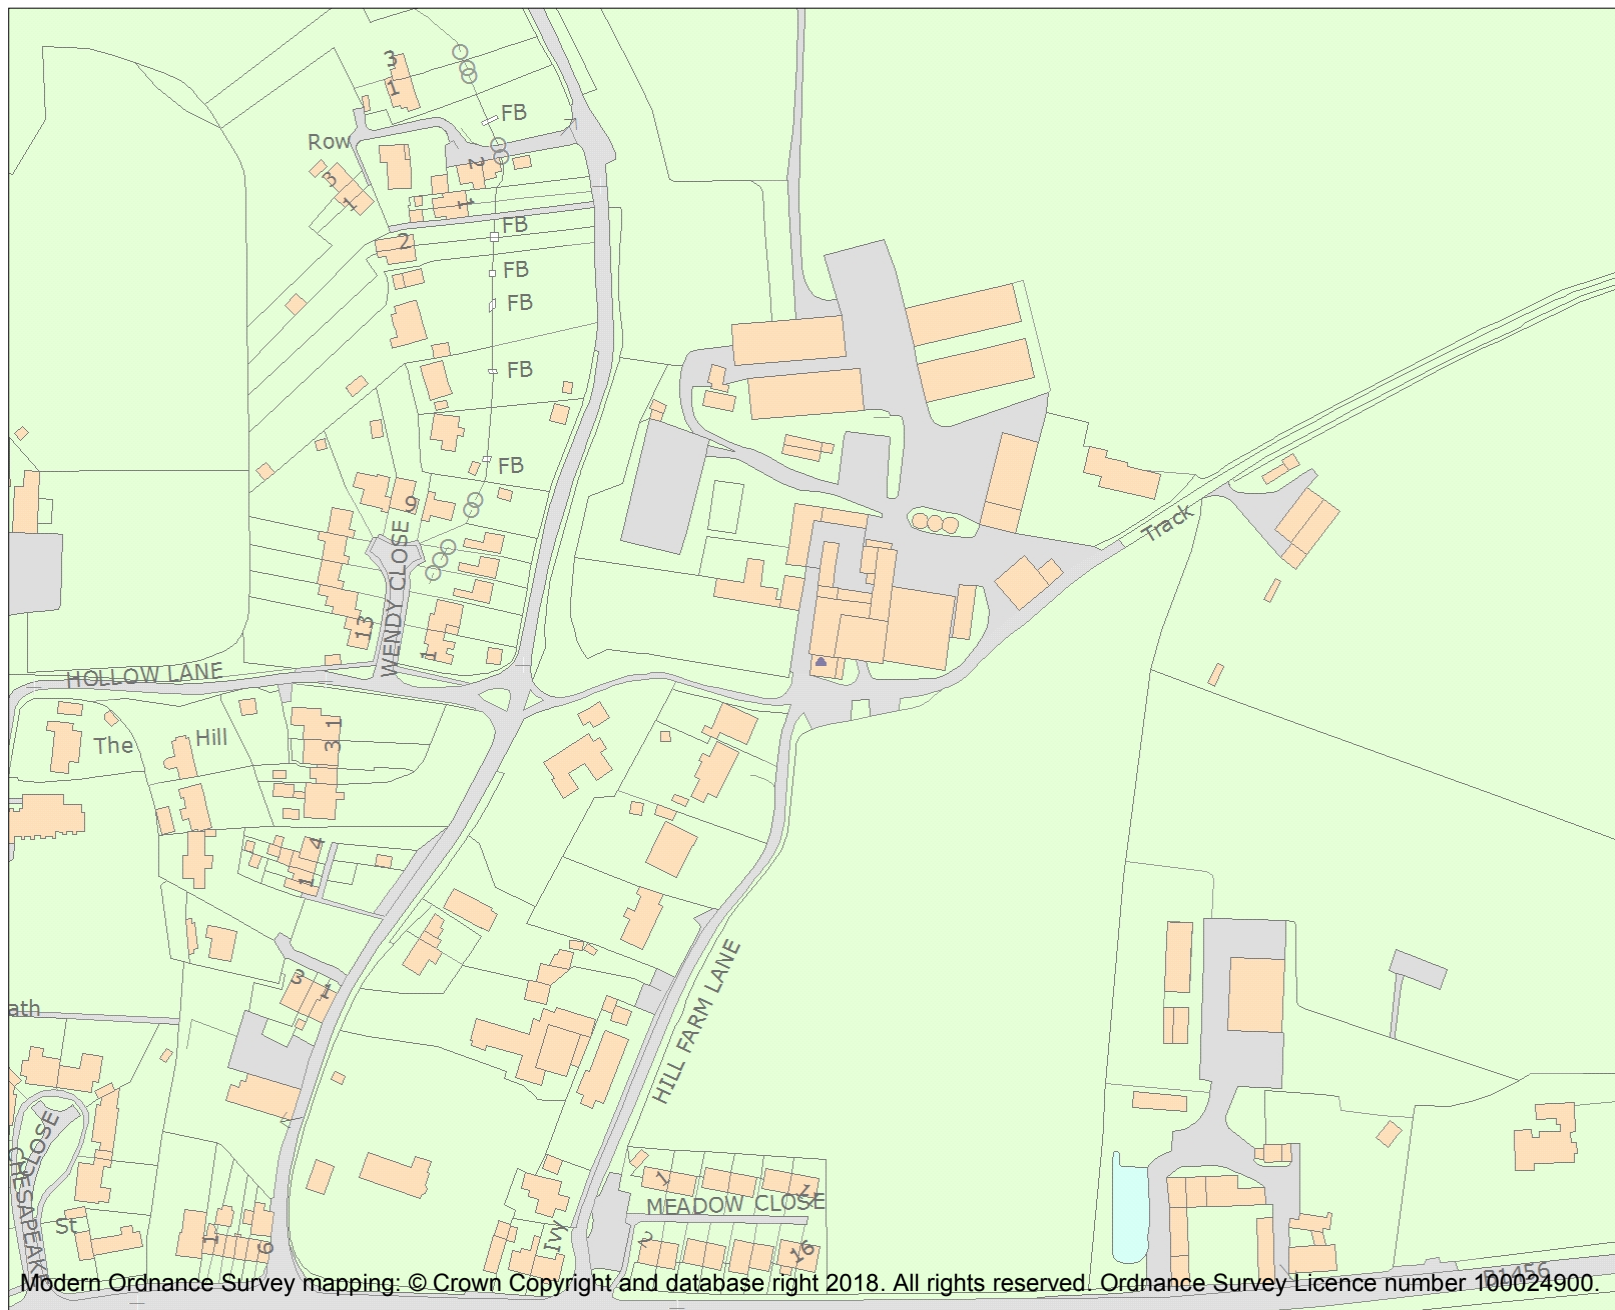 3
1
FB
Row
2
3
1
1
FB
2
FB
FB
FB
FB
9
WENDY CLOSE
Track
13
1
HOLLOW LANE
The Hill
1
3
4
1
3
1
ath
HILL FARM LANE
CLOSE
CHESAPEAKE
1
MEADOW CLOSE
St
1
6
Ivy
2
16
B1456
Modern Ordnance Survey mapping: © Crown Copyright and database right 2018. All rights reserved. Ordnance Survey Licence number 100024900.